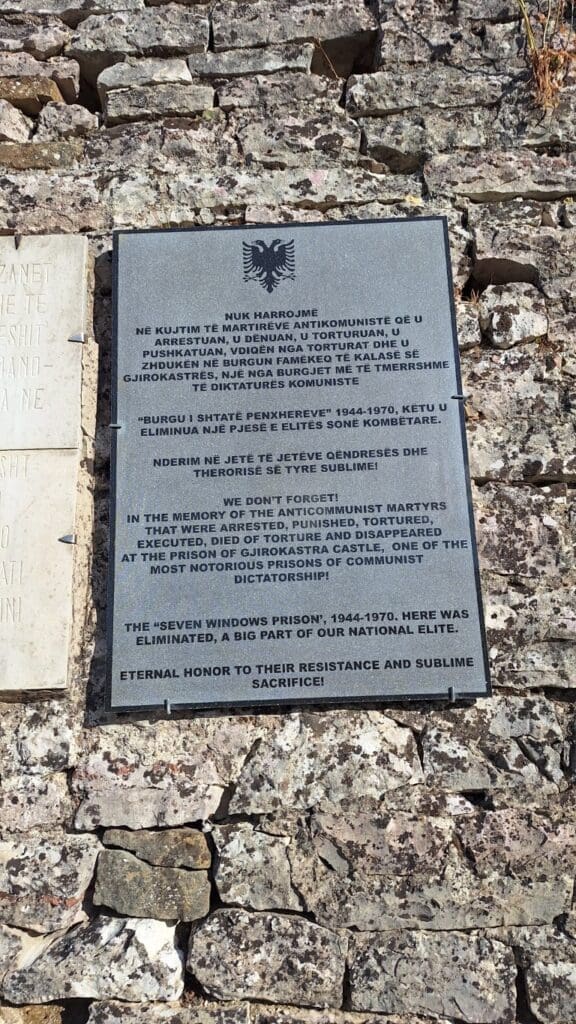 ZANET
HE TË
ESHIT
HAND-
A NË
NUK HARROJMË
NË KUJTIM TË MARTIRËVE ANTIKOMUNISTË QË U
ARRESTUAN, U DËNUAN, U TORTURUAN, U
PUSHKATUAN, VDIQËN NGA TORTURAT DHE U
ZHDUKËN NË BURGUN FAMËKEQ TË KALASË SË
GJIROKASTRËS, NJË NGA BURGJET MË TË TMERRSHME
TË DIKTATURËS KOMUNISTE
"BURGU I SHTATË PENXHEREVE" 1944-1970, KËTU U
ELIMINUA NJË PJESË E ELITËS SONË KOMBËTARE.
NDERIM NË JETË TË JETËVE QËNDRESËS DHE
THERORISË SË TYRE SUBLIME!
WE DON'T FORGET!
IN THE MEMORY OF THE ANTICOMMUNIST MARTYRS
THAT WERE ARRESTED, PUNISHED, TORTURED,
EXECUTED, DIED OF TORTURE AND DISAPPEARED
AT THE PRISON OF GJIROKASTRA CASTLE, ONE OF THE
MOST NOTORIOUS PRISONS OF COMMUNIST
DICTATORSHIP!
THE "SEVEN WINDOWS PRISON', 1944-1970. HERE WAS
ELIMINATED, A BIG PART OF OUR NATIONAL ELITE.
ETERNAL HONOR TO THEIR RESISTANCE AND SUBLIME
SACRIFICE!